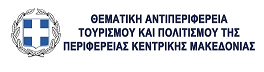 ΘΕΜΑΤΙΚΗ ΑΝΤΙΠΕΡΙΦΕΡΕΙΑ
ΤΟΥΡΙΣΜΟΥ ΚΑΙ ΠΟΛΙΤΙΣΜΟΥ ΤΗΣ
ΠΕΡΙΦΕΡΕΙΑΣ ΚΕΝΤΡΙΚΗΣ ΜΑΚΕΔΟΝΙΑΣ